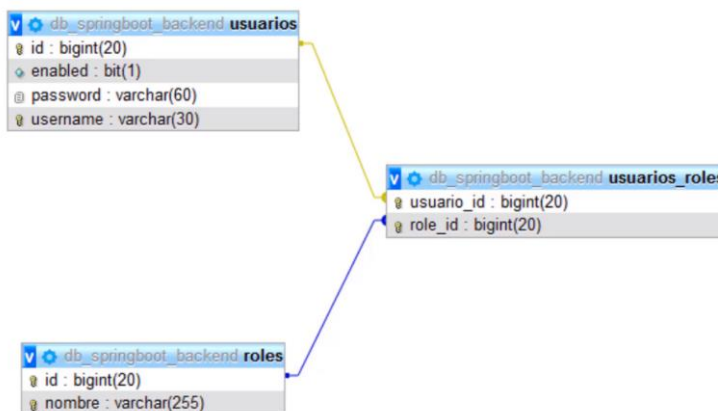 v db_springboot_backend usuarios
id : bigint(20)
enabled : bit(1)
password : varchar(60)
username : varchar(30)
v db_springboot_backend usuarios_roles
usuario_id : bigint(20)
role_id : bigint(20)
v db_springboot_backend roles
id : bigint(20)
nombre : varchar(255)